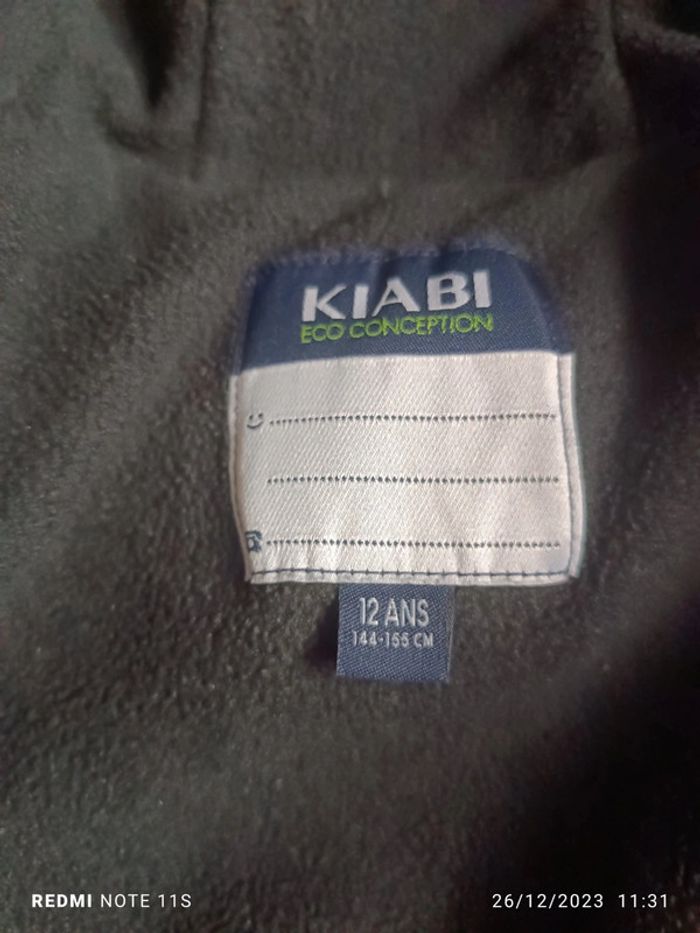 KIABI
ECO CONCEPTION
12 ANS
144-155 CM
REDMI NOTE 11S
26/12/2023 11:31